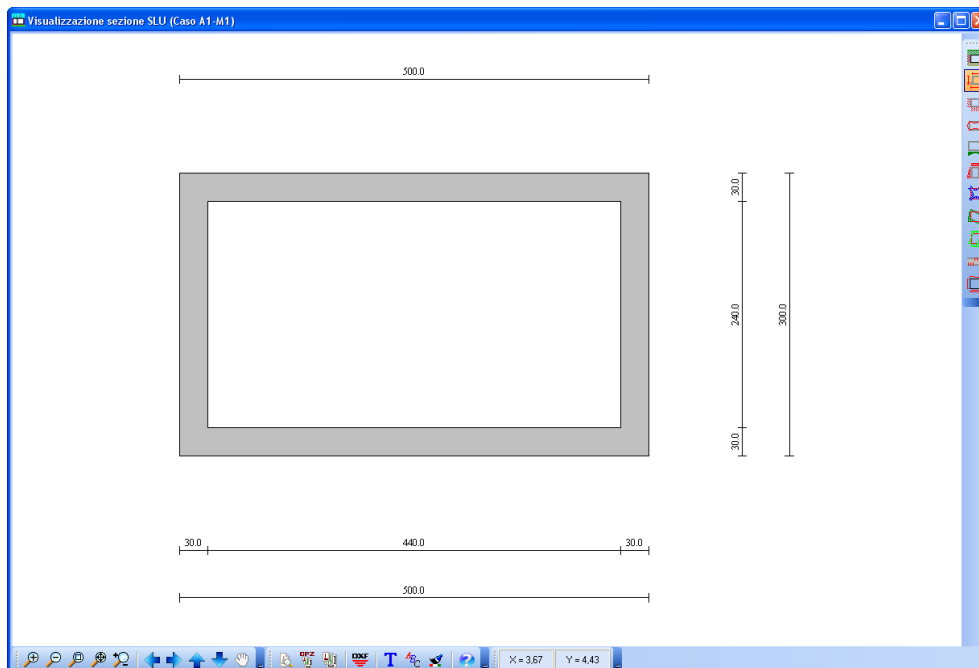 Visualizzazione sezione SLU (Caso A1-M1)
500.0
30.0
240.0
300.0
30.0
30.0 440.0 30.0
500.0
DXF T ABC ? X = 3,67 Y = 4,43